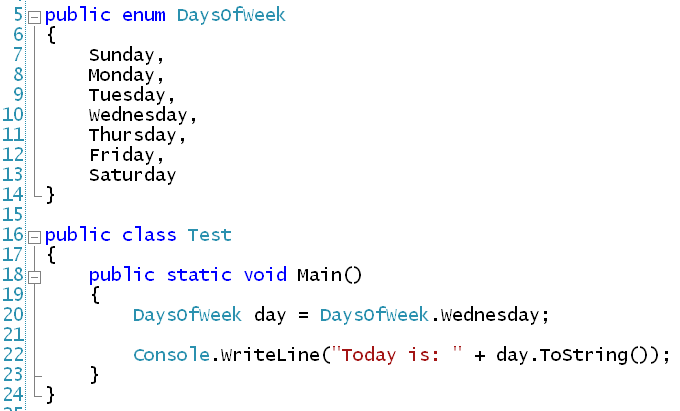 5 public enum DaysOfWeek
6 {
7 Sunday,
8 Monday,
9 Tuesday,
10 Wednesday,
11 Thursday,
12 Friday,
13 Saturday
14 }
15
16 public class Test
17 {
18 public static void Main()
19 {
20 DaysOfWeek day = DaysOfWeek.Wednesday;
21
22 Console.WriteLine("Today is: " + day.ToString());
23 }
24 }